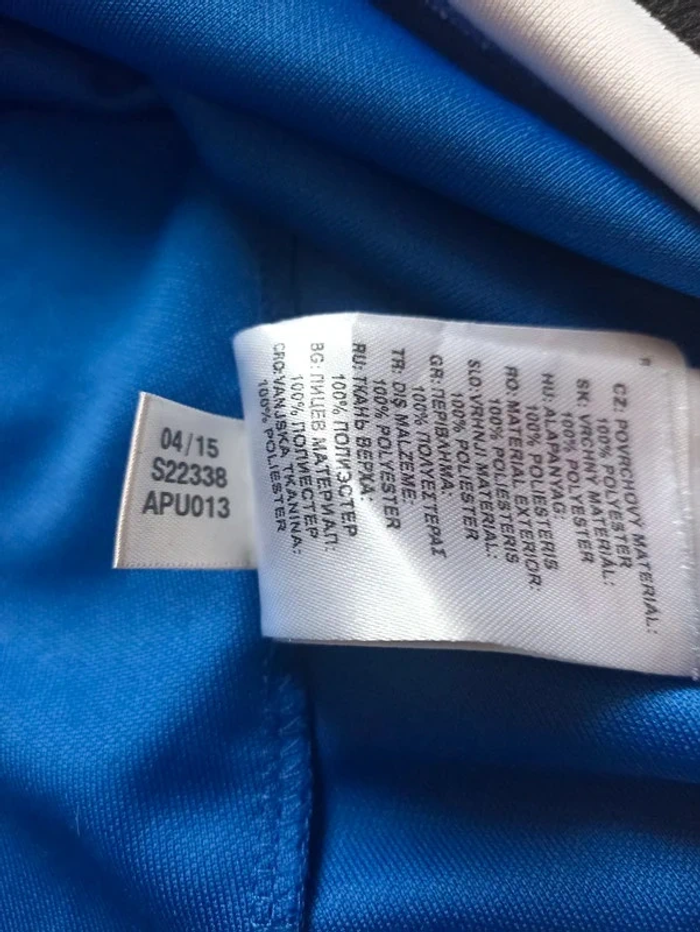 04/15
S22338
APU013
CZ: POVRCHOVÝ MATERIÁL:
100% POLYESTER
SK: VRCHNÝ MATERIÁL:
100% POLYESTER
HU: ALAPANYAG:
100% POLIESTERIS
RO: MATERIAL EXTERIOR:
100% POLIESTERIS
SLO: VRHNJI MATERIAL:
100% POLIESTER
GR: ΠΕΡΙΒΛΗΜΑ:
100% ΠΟΛΥΕΣΤΕΡΑΣ
TR: DIŞ MALZEME:
100% POLYESTER
RU: ТКАНЬ ВЕРХА:
100% ПОЛИЭСТЕР
BG: ЛИЦЕВ МАТЕРИАЛ:
100% ПОЛИЕСТЕР
CRO: VANJSKA TKANINA:
100% POLIESTER